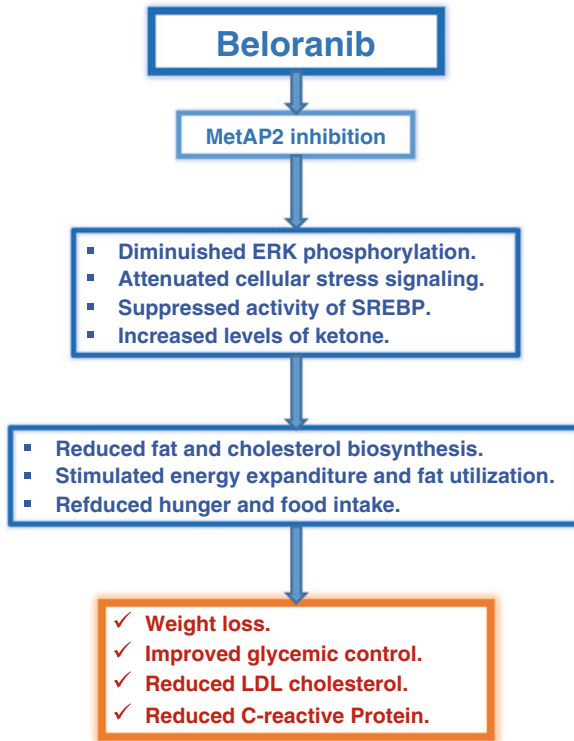 Beloranib
MetAP2 inhibition
▪ Diminuished ERK phosphorylation.
▪ Attenuated cellular stress signaling.
▪ Suppressed activity of SREBP.
▪ Increased levels of ketone.
▪ Reduced fat and cholesterol biosynthesis.
▪ Stimulated energy expanditure and fat utilization.
▪ Refduced hunger and food intake.
✓ Weight loss.
✓ Improved glycemic control.
✓ Reduced LDL cholesterol.
✓ Reduced C-reactive Protein.